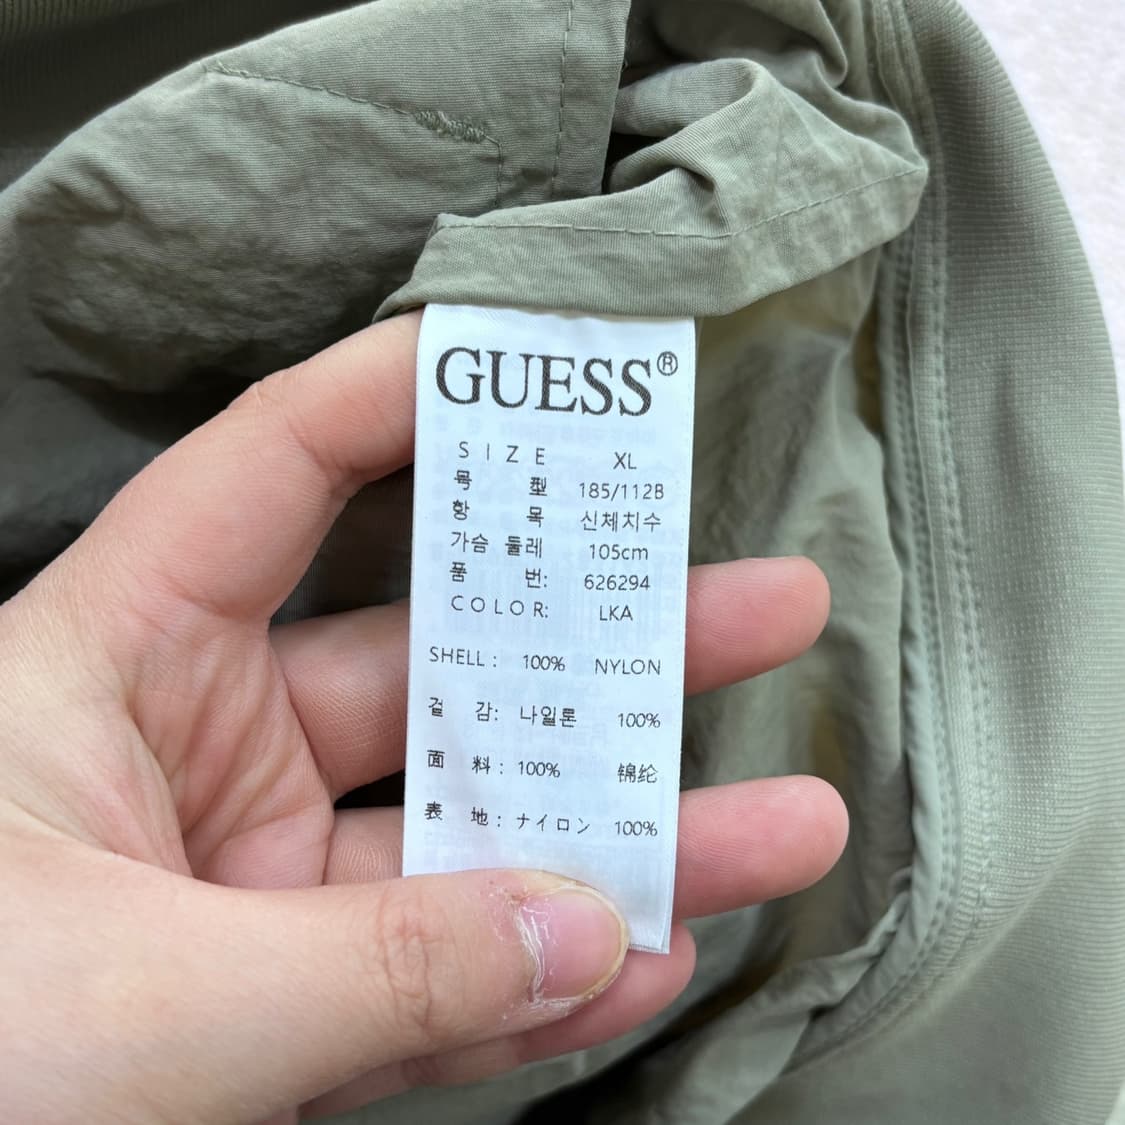 GUESS®
SIZE XL
号 型 185/112B
항 목 신체치수
가슴 둘레 105cm
품 번: 626294
COLOR: LKA
SHELL: 100% NYLON
겉 감: 나일론 100%
面 料: 100% 锦纶
表 地: ナイロン 100%